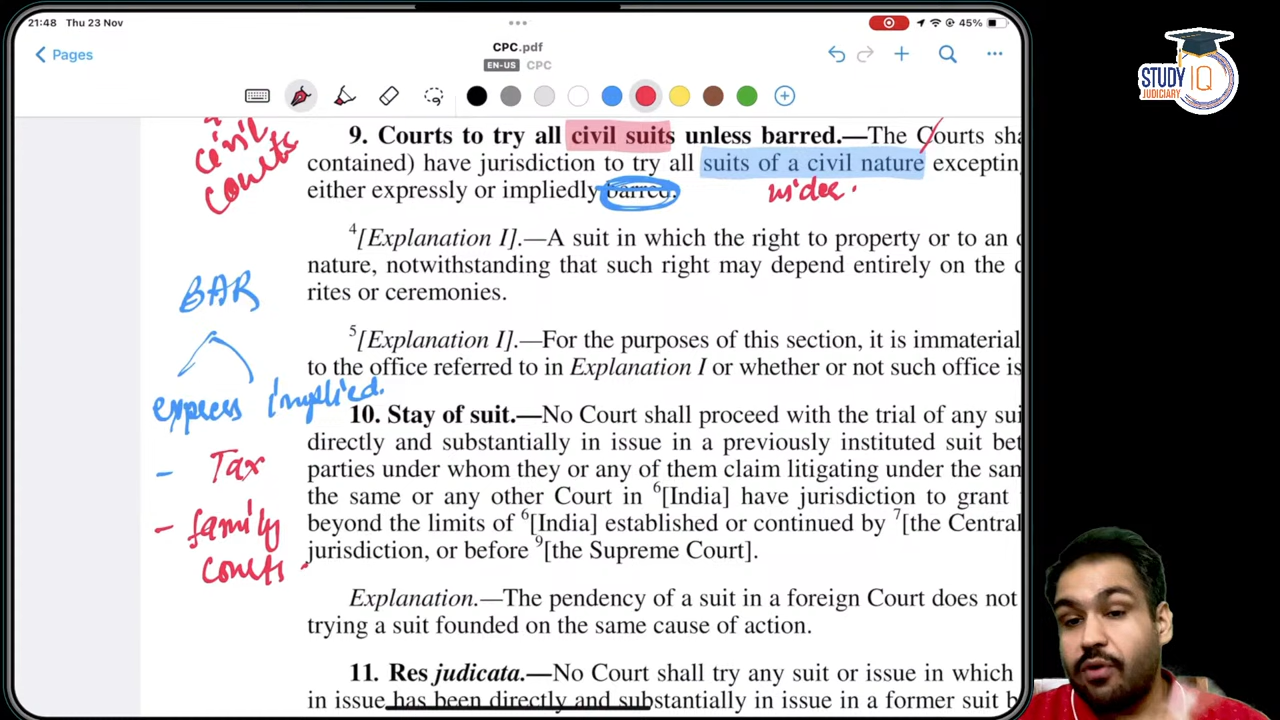 21:48 Thu 23 Nov
45%
Pages
CPC.pdf
EN-US CPC
STUDY IQ
JUDICIARY
civil
courts
9. Courts to try all civil suits unless barred.—The Courts sha
contained) have jurisdiction to try all suits of a civil nature exceptin
either expressly or impliedly barred.
wider.
4[Explanation I].—A suit in which the right to property or to an o
nature, notwithstanding that such right may depend entirely on the d
rites or ceremonies.
BAR
express implied.
- Tax
- family
courts
5[Explanation I].—For the purposes of this section, it is immaterial
to the office referred to in Explanation I or whether or not such office is
10. Stay of suit.—No Court shall proceed with the trial of any sui
directly and substantially in issue in a previously instituted suit bet
parties under whom they or any of them claim litigating under the sam
the same or any other Court in 6[India] have jurisdiction to grant
beyond the limits of 6[India] established or continued by 7[the Central
jurisdiction, or before 9[the Supreme Court].
Explanation.—The pendency of a suit in a foreign Court does not
trying a suit founded on the same cause of action.
11. Res judicata.—No Court shall try any suit or issue in which
in issue has been directly and substantially in issue in a former suit b